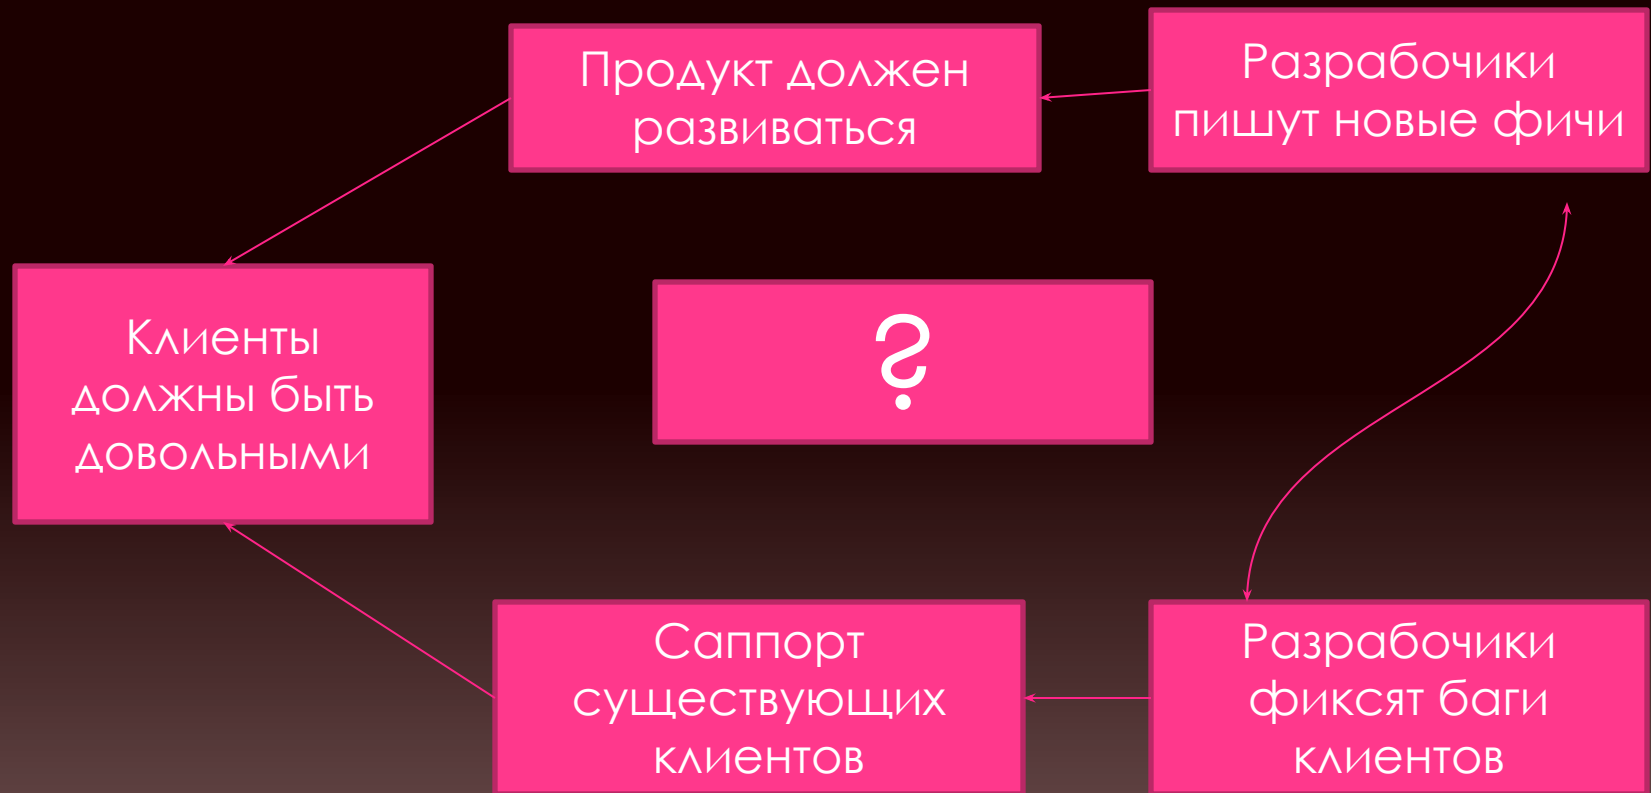 Продукт должен
развиваться
Разрабочики
пишут новые фичи
Клиенты
должны быть
довольными
?
Саппорт
существующих
клиентов
Разрабочики
фиксят баги
клиентов